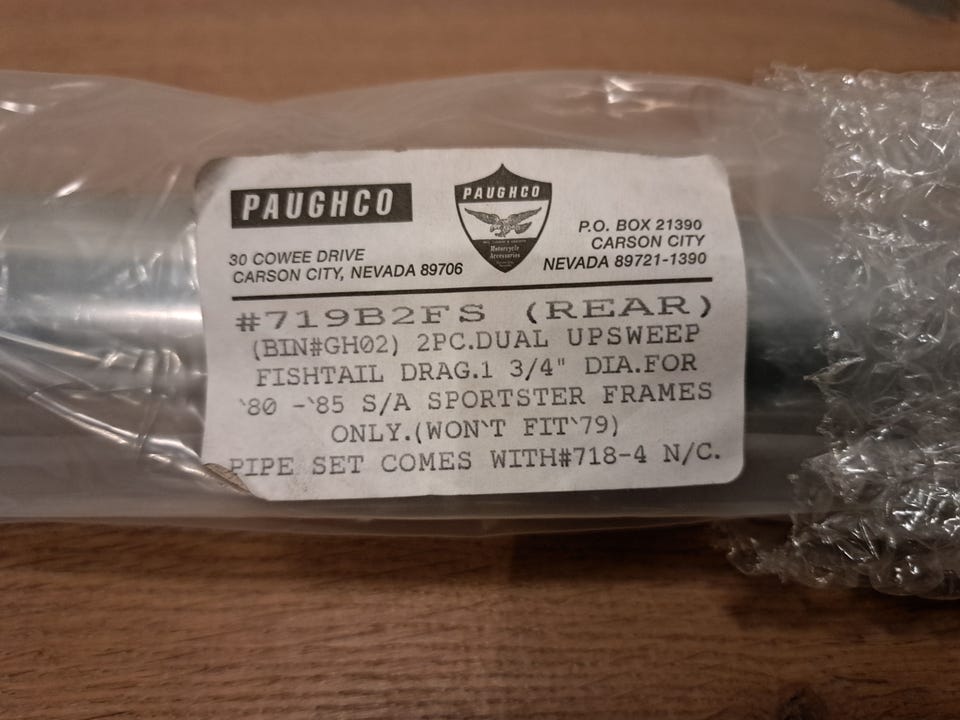 PAUGHCO
30 COWEE DRIVE
CARSON CITY, NEVADA 89706
PAUGHCO
Motorcycle
Accessories
P.O. BOX 21390
CARSON CITY
NEVADA 89721-1390
#719B2FS (REAR)
(BIN#GH02) 2PC.DUAL UPSWEEP
FISHTAIL DRAG.1 3/4" DIA.FOR
`80 -`85 S/A SPORTSTER FRAMES
ONLY.(WON`T FIT`79)
PIPE SET COMES WITH#718-4 N/C.